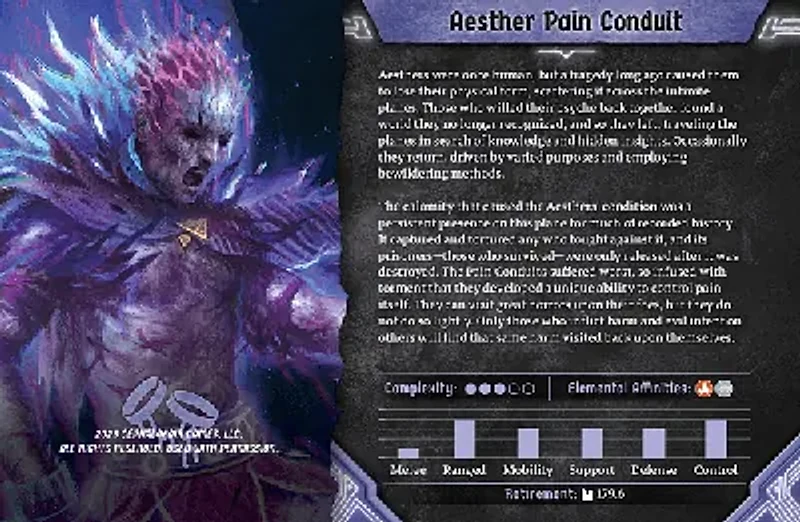 Aesther Pain Conduit
Aesthers were once human, but a tragedy long ago caused them
to lose their physical form, scattering it across the infinite
planes. Those who willed their psyche back together found a
world they no longer recognized, and so they left, traveling the
planes in search of knowledge and hidden insights. Occasionally
they return, driven by varied purposes and employing
bewildering methods.
The calamity that caused the Aesthers' condition was a
persistent presence on this plane for much of recorded history.
It captured and tortured any who fought against it, and its
prisoners—those who survived—were only released after it was
destroyed. The Pain Conduits suffered worst, so infused with
torment that they developed a unique ability to control pain
itself. They can visit great horrors upon their foes, but they do
not do so lightly. Only those who inflict harm and evil intention
others will find that same harm visited back upon themselves.
Complexity: Elemental Affinities:
Melee Ranged Mobility Support Defense Control
Retirement: 179.6
GAMES, LLC.
ALL RIGHTS RESERVED. USED WITH PERMISSION.